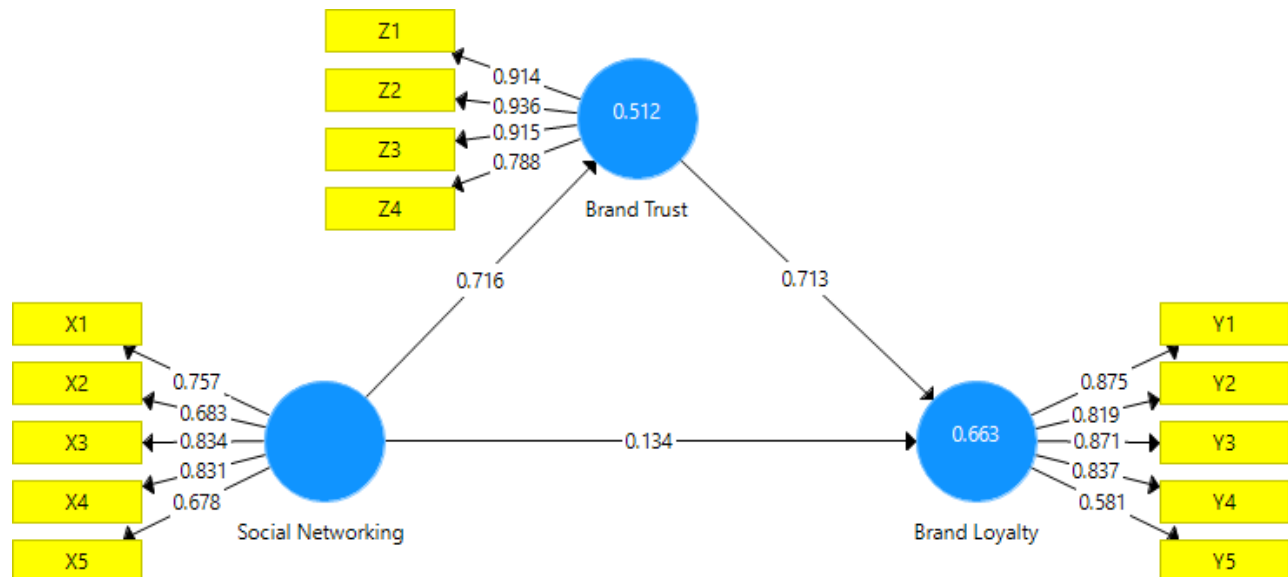 Z1
Z2
Z3
Z4
0.914
0.936
0.915
0.788
0.512
Brand Trust
0.716
0.713
X1
X2
X3
X4
X5
0.757
0.683
0.834
0.831
0.678
Social Networking
0.134
0.663
Brand Loyalty
0.875
0.819
0.871
0.837
0.581
Y1
Y2
Y3
Y4
Y5